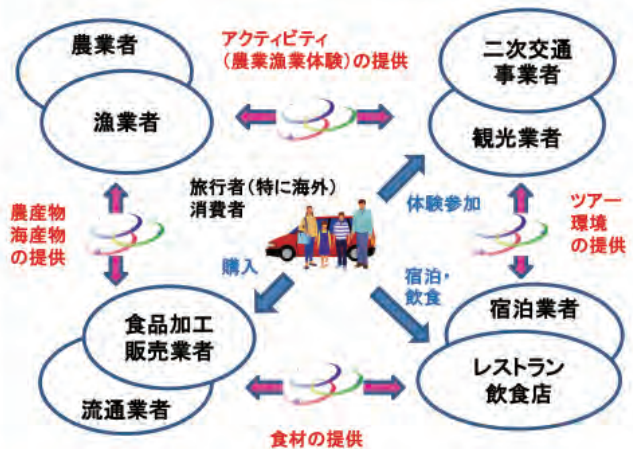 農業者
漁業者
アクティビティ
(農業漁業体験)の提供
二次交通
事業者
観光業者
旅行者(特に海外)
消費者
体験参加
農産物
海産物
の提供
ツアー
環境
の提供
購入
宿泊・
飲食
食品加工
販売業者
流通業者
宿泊業者
レストラン
飲食店
食材の提供